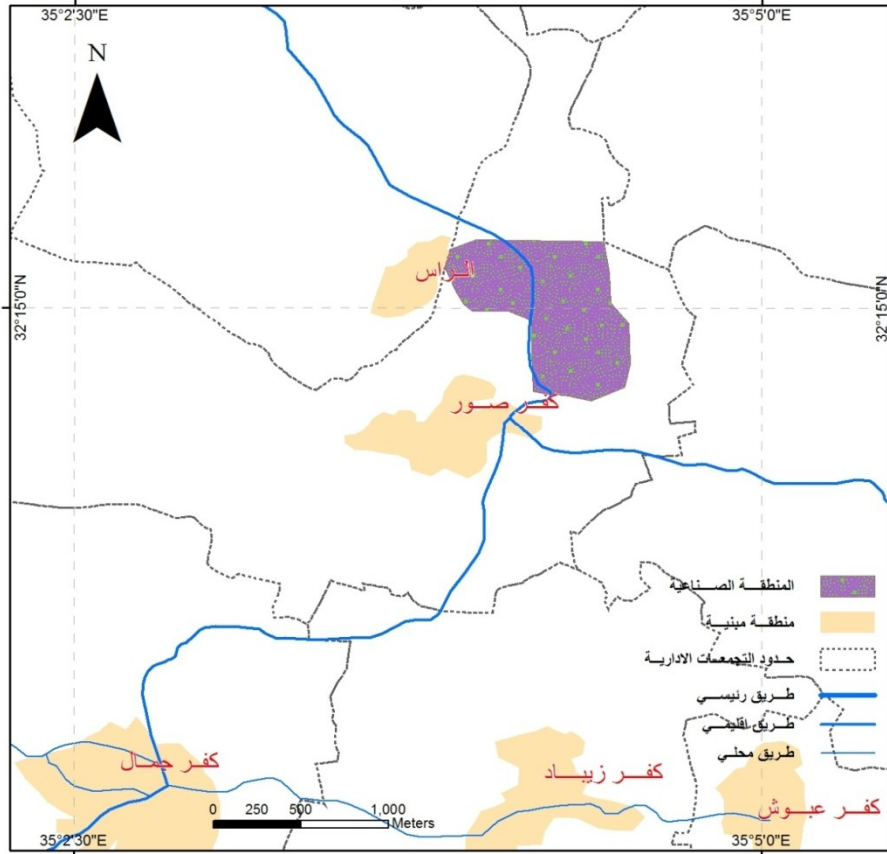 35°2'30"E
35°5'0"E
N
الراس
32°15'0"N
32°15'0"N
كفر صور
المنطقة الصناعية
منطقة مبنية
حدود التجمعات الادارية
طريق رئيسي
طريق اقليمي
طريق محلي
كفر جمال
كفر زيباد
كفر عبوش
0 250 500 1,000
Meters
35°2'30"E
35°5'0"E